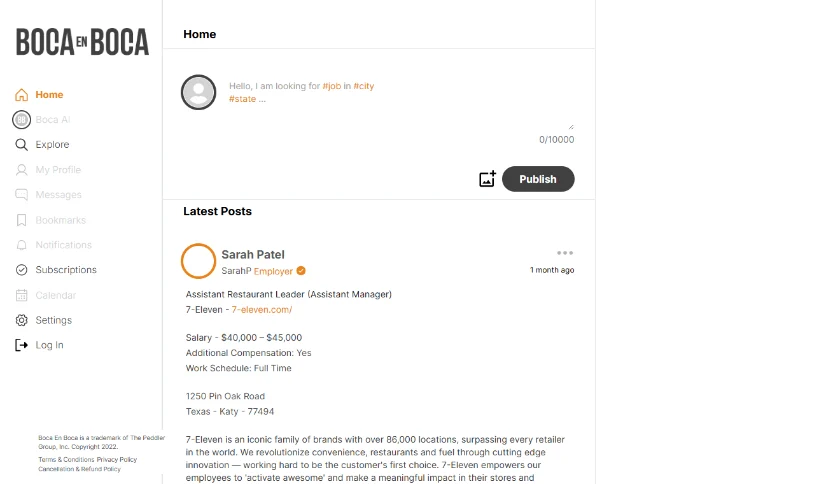 BOCA EN BOCA
Home
Boca AI
Explore
My Profile
Messages
Bookmarks
Notifications
Subscriptions
Calendar
Settings
Log In
Boca En Boca is a trademark of The Peddler
Group, Inc. Copyright 2022.
Terms & Conditions Privacy Policy
Cancellation & Refund Policy
Home
Hello, I am looking for #job in #city
#state ...
0/10000
Publish
Latest Posts
Sarah Patel
SarahP Employer
1 month ago
Assistant Restaurant Leader (Assistant Manager)
7-Eleven - 7-eleven.com/
Salary - $40,000 – $45,000
Additional Compensation: Yes
Work Schedule: Full Time
1250 Pin Oak Road
Texas - Katy - 77494
7-Eleven is an iconic family of brands with over 86,000 locations, surpassing every retailer
in the world. We revolutionize convenience, restaurants and fuel through cutting edge
innovation — working hard to be the customer's first choice. 7-Eleven empowers our
employees to 'activate awesome' and make a meaningful impact in their stores and